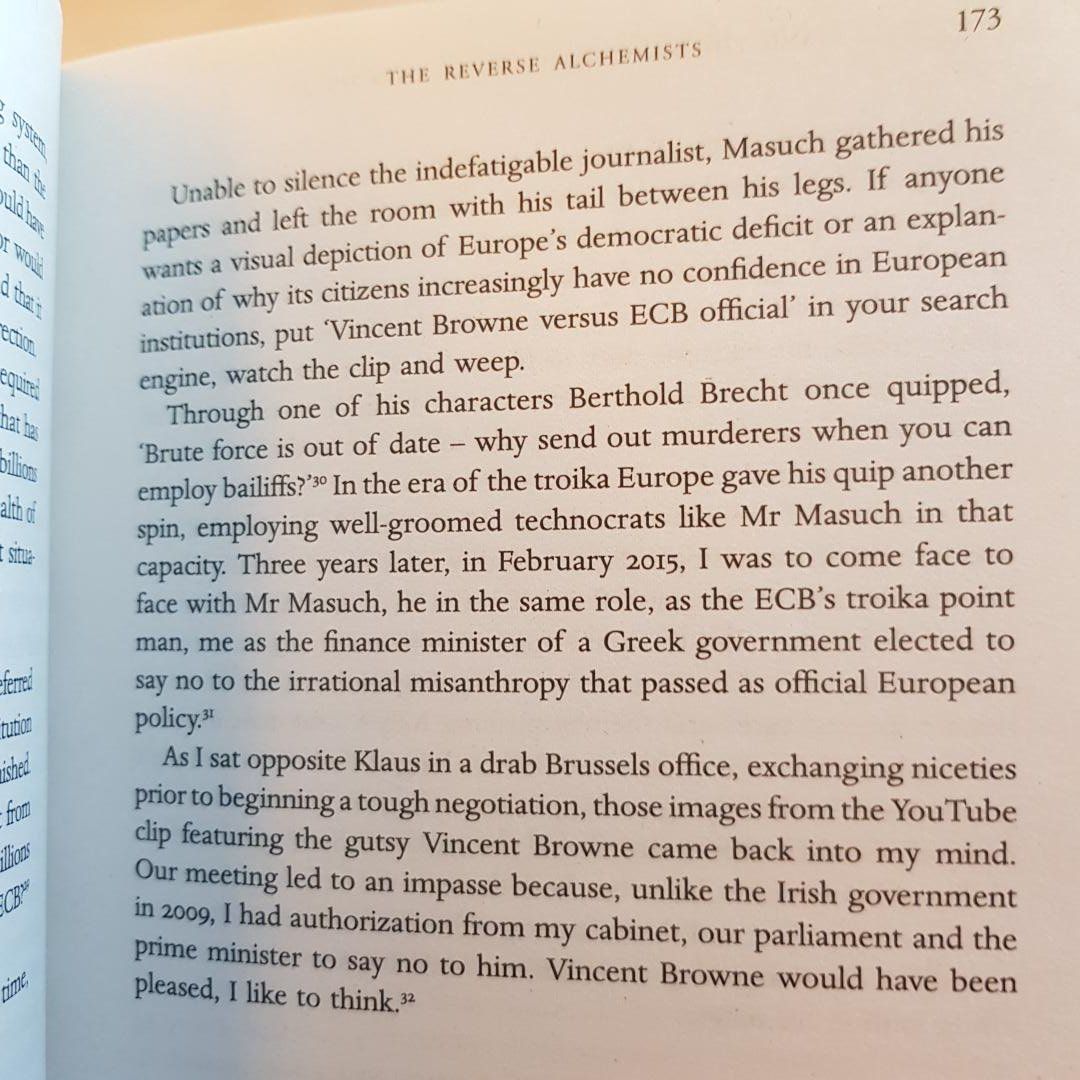 173
THE REVERSE ALCHEMISTS
Unable to silence the indefatigable journalist, Masuch gathered his
papers and left the room with his tail between his legs. If anyone
wants a visual depiction of Europe's democratic deficit or an explan-
ation of why its citizens increasingly have no confidence in European
institutions, put 'Vincent Browne versus ECB official' in your search
engine, watch the clip and weep.
Through one of his characters Berthold Brecht once quipped,
'Brute force is out of date – why send out murderers when you can
employ bailiffs?'³⁰ In the era of the troika Europe gave his quip another
spin, employing well-groomed technocrats like Mr Masuch in that
capacity. Three years later, in February 2015, I was to come face to
face with Mr Masuch, he in the same role, as the ECB's troika point
man, me as the finance minister of a Greek government elected to
say no to the irrational misanthropy that passed as official European
policy.³¹
As I sat opposite Klaus in a drab Brussels office, exchanging niceties
prior to beginning a tough negotiation, those images from the YouTube
clip featuring the gutsy Vincent Browne came back into my mind.
Our meeting led to an impasse because, unlike the Irish government
in 2009, I had authorization from my cabinet, our parliament and the
prime minister to say no to him. Vincent Browne would have been
pleased, I like to think.³²
system,
than the
would
that it
billions
from
time,